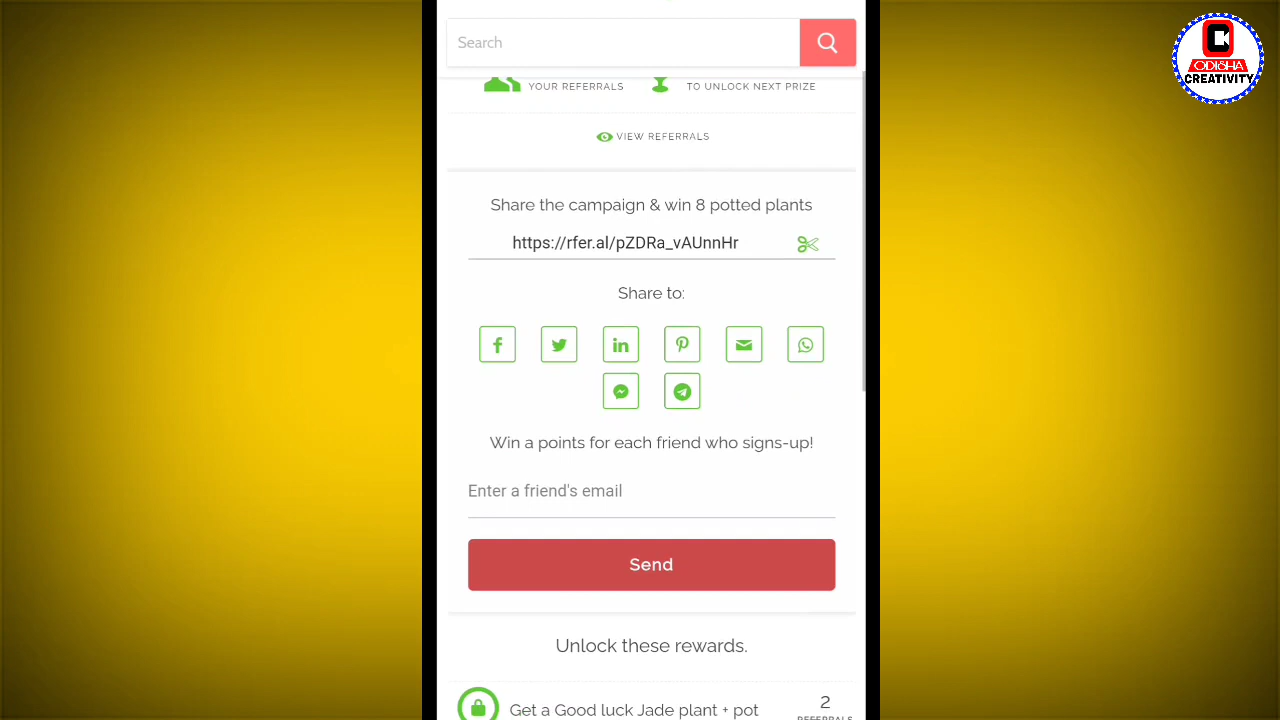 Search
YOUR REFERRALS
TO UNLOCK NEXT PRIZE
VIEW REFERRALS
Share the campaign & win 8 potted plants
https://rfer.al/pZDRa_vAUnnHr
Share to:
Win a points for each friend who signs-up!
Enter a friend's email
Send
Unlock these rewards.
Get a Good luck Jade plant + pot
2
REFERRALS
ODISHA
CREATIVITY